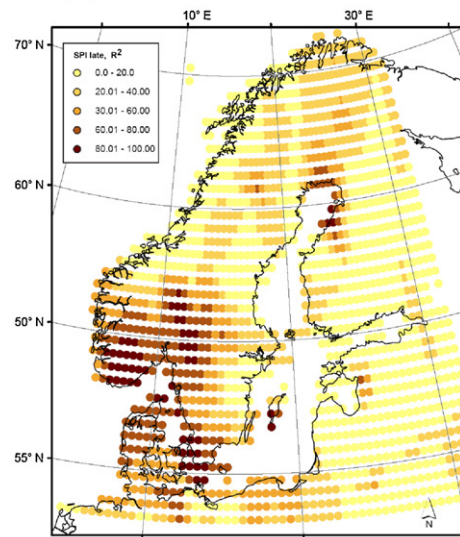 10° E
30° E
70° N
SPI late, R²
0.0 - 20.0
20.01 - 40.00
30.01 - 60.00
60.01 - 80.00
80.01 - 100.00
60° N
50° N
55° N
N